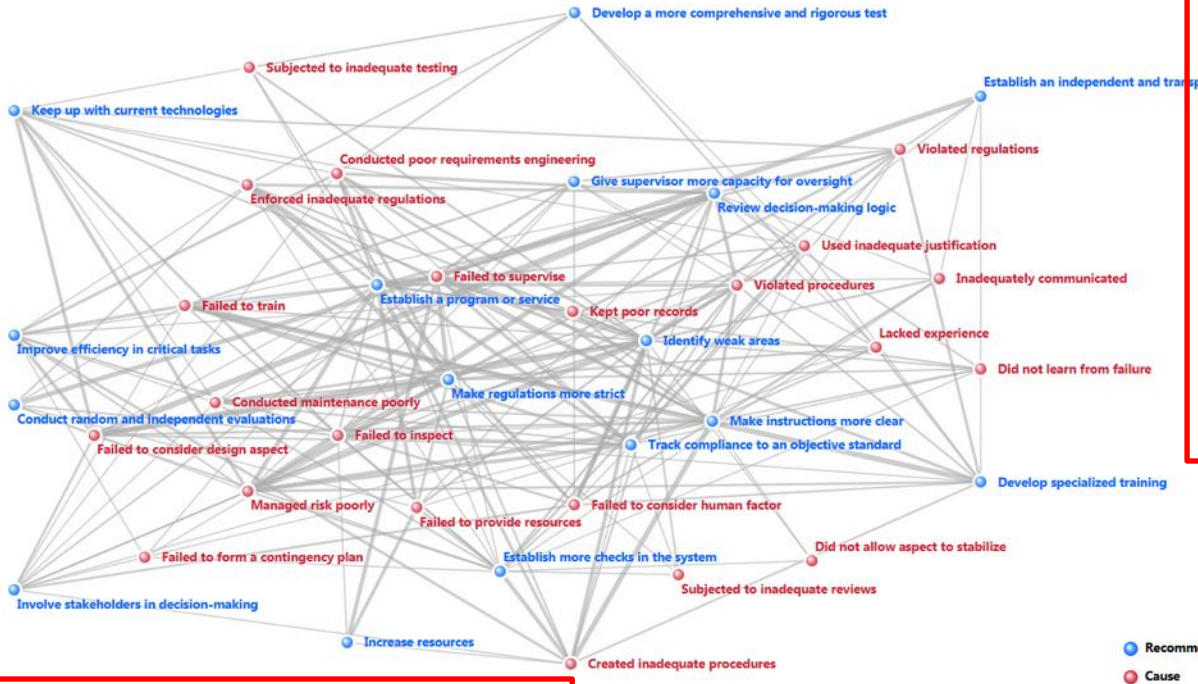 Develop a more comprehensive and rigorous test
Subjected to inadequate testing
Establish an independent and transp
Keep up with current technologies
Violated regulations
Conducted poor requirements engineering
Give supervisor more capacity for oversight
Enforced inadequate regulations
Review decision-making logic
Used inadequate justification
Failed to supervise
Inadequately communicated
Violated procedures
Establish a program or service
Failed to train
Kept poor records
Lacked experience
Identify weak areas
Improve efficiency in critical tasks
Did not learn from failure
Make regulations more strict
Conducted maintenance poorly
Conduct random and independent evaluations
Make instructions more clear
Failed to inspect
Track compliance to an objective standard
Failed to consider design aspect
Develop specialized training
Managed risk poorly
Failed to consider human factor
Failed to provide resources
Did not allow aspect to stabilize
Failed to form a contingency plan
Establish more checks in the system
Subjected to inadequate reviews
Involve stakeholders in decision-making
Increase resources
Recomm
Created inadequate procedures
Cause